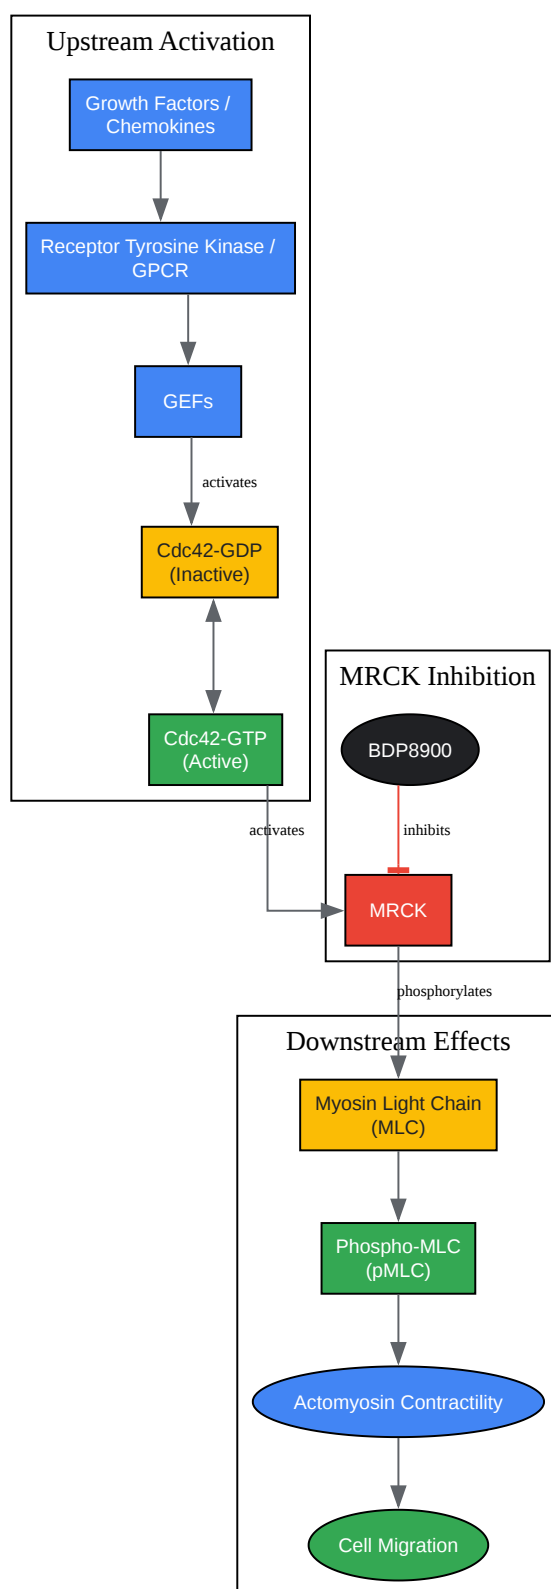 Upstream Activation
Growth Factors /
Chemokines
Receptor Tyrosine Kinase /
GPCR
GEFs
activates
Cdc42-GDP
(Inactive)
Cdc42-GTP
(Active)
activates
MRCK Inhibition
BDP8900
inhibits
MRCK
phosphorylates
Downstream Effects
Myosin Light Chain
(MLC)
Phospho-MLC
(pMLC)
Actomyosin Contractility
Cell Migration